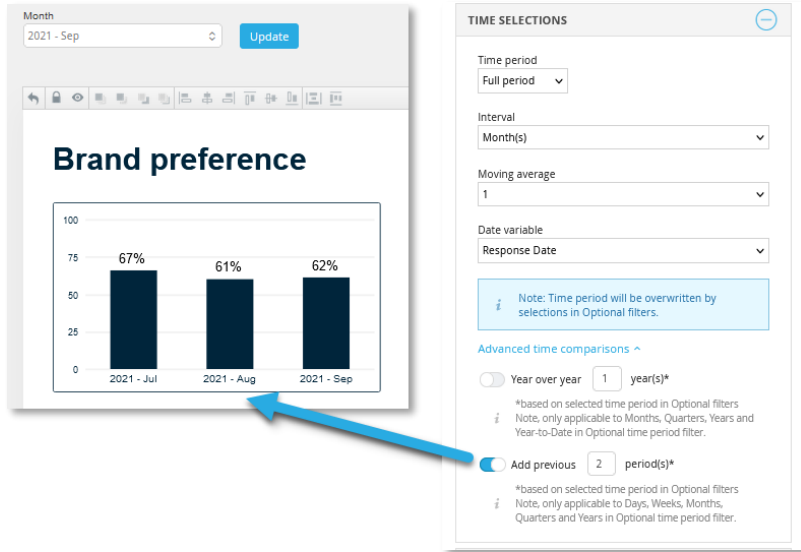 Month
2021 - Sep
Update
Brand preference
100
75
50
25
0
67%
61%
62%
2021 - Jul
2021 - Aug
2021 - Sep
TIME SELECTIONS
Time period
Full period
Interval
Month(s)
Moving average
1
Date variable
Response Date
i
Note: Time period will be overwritten by
selections in Optional filters.
Advanced time comparisons
Year over year 1 year(s)*
*based on selected time period in Optional filters
i Note, only applicable to Months, Quarters, Years and
Year-to-Date in Optional time period filter.
Add previous 2 period(s)*
*based on selected time period in Optional filters
i Note, only applicable to Days, Weeks, Months,
Quarters and Years in Optional time period filter.